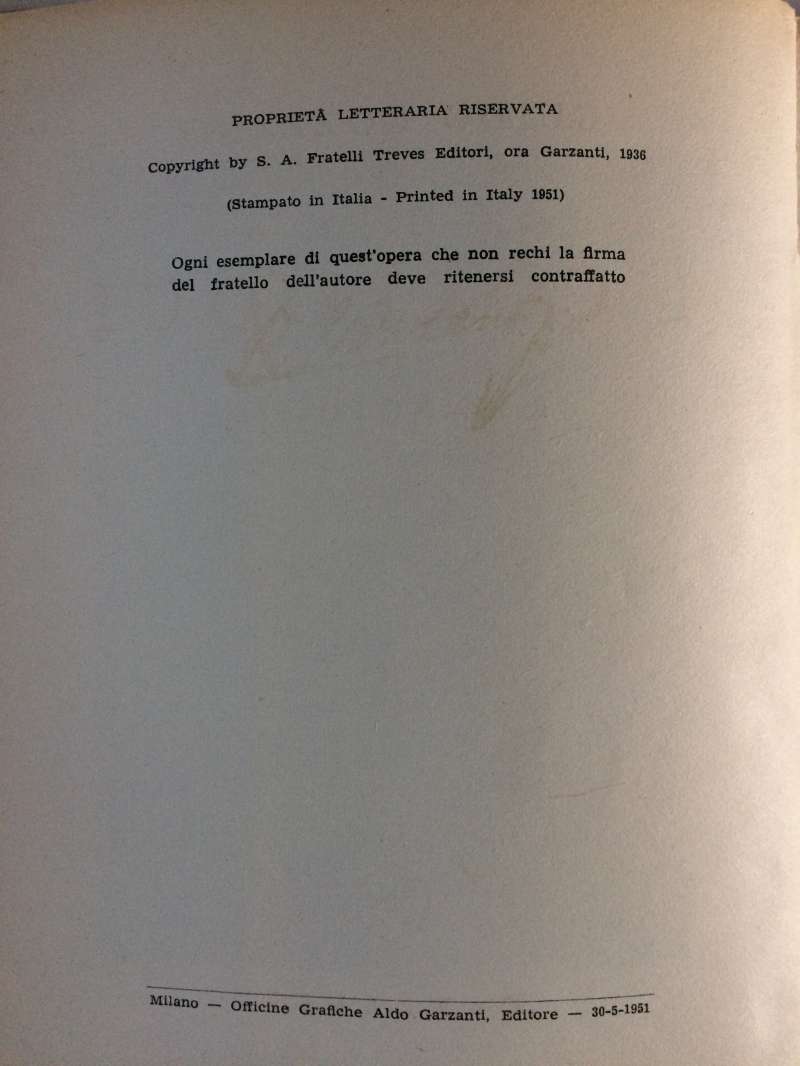 PROPRIETÀ LETTERARIA RISERVATA
Copyright by S. A. Fratelli Treves Editori, ora Garzanti, 1936
(Stampato in Italia - Printed in Italy 1951)
Ogni esemplare di quest'opera che non rechi la firma
del fratello dell'autore deve ritenersi contraffatto
Milano — Officine Grafiche Aldo Garzanti, Editore — 30-5-1951